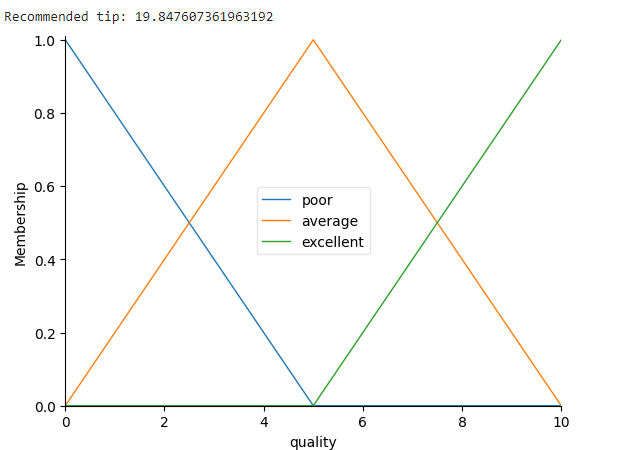 Recommended tip: 19.847607361963192
1.0
0.8
0.6
0.4
0.2
0.0
Membership
poor
average
excellent
0 2 4 6 8 10
quality